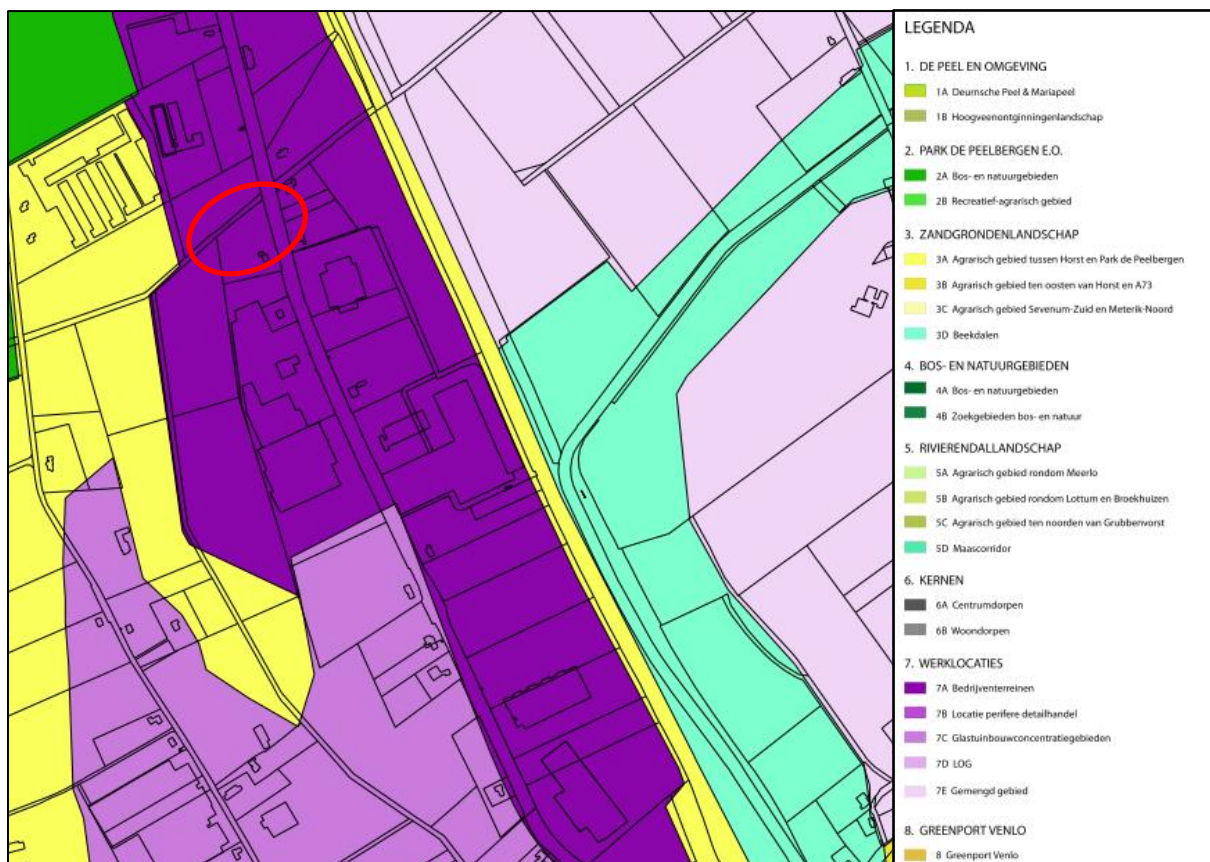 LEGENDA
1. DE PEEL EN OMGEVING
1A Deurnsche Peel & Mariapeel
1B Hoogveenontginningenlandschap
2. PARK DE PEELBERGEN E.O.
2A Bos- en natuurgebieden
2B Recreatief-agrarisch gebied
3. ZANDGRONDENLANDSCHAP
3A Agrarisch gebied tussen Horst en Park de Peelbergen
3B Agrarisch gebied ten oosten van Horst en A73
3C Agrarisch gebied Sevenum-Zuid en Meterik-Noord
3D Beekdalen
4. BOS- EN NATUURGEBIEDEN
4A Bos- en natuurgebieden
4B Zoekgebieden bos- en natuur
5. RIVIERENDALLANDSCHAP
5A Agrarisch gebied rondom Meerlo
5B Agrarisch gebied rondom Lottum en Broekhuizen
5C Agrarisch gebied ten noorden van Grubbenvorst
5D Maascorridor
6. KERNEN
6A Centrumdorpen
6B Woondorpen
7. WERKLOCATIES
7A Bedrijventerreinen
7B Locatie perifere detailhandel
7C Glastuinbouwconcentratiegebieden
7D LOG
7E Gemengd gebied
8. GREENPORT VENLO
8 Greenport Venlo